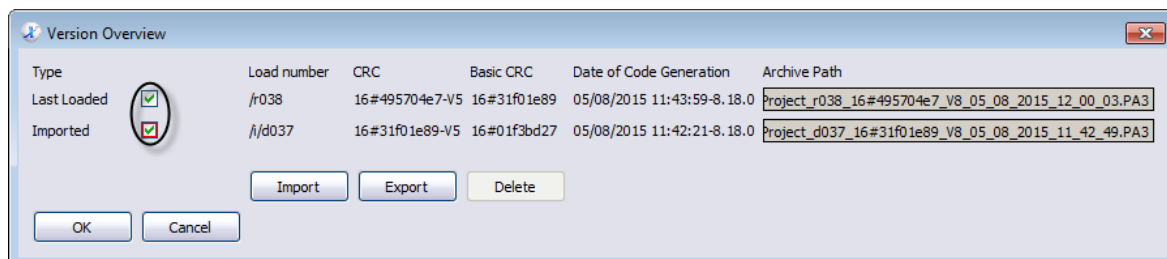 Version Overview
Type Load number CRC Basic CRC Date of Code Generation Archive Path
Last Loaded /r038 16#495704e7-V5 16#31f01e89 05/08/2015 11:43:59-8.18.0 Project_r038_16#495704e7_V8_05_08_2015_12_00_03.PA3
Imported /i/d037 16#31f01e89-V5 16#01f3bd27 05/08/2015 11:42:21-8.18.0 Project_d037_16#31f01e89_V8_05_08_2015_11_42_49.PA3
Import Export Delete
OK Cancel